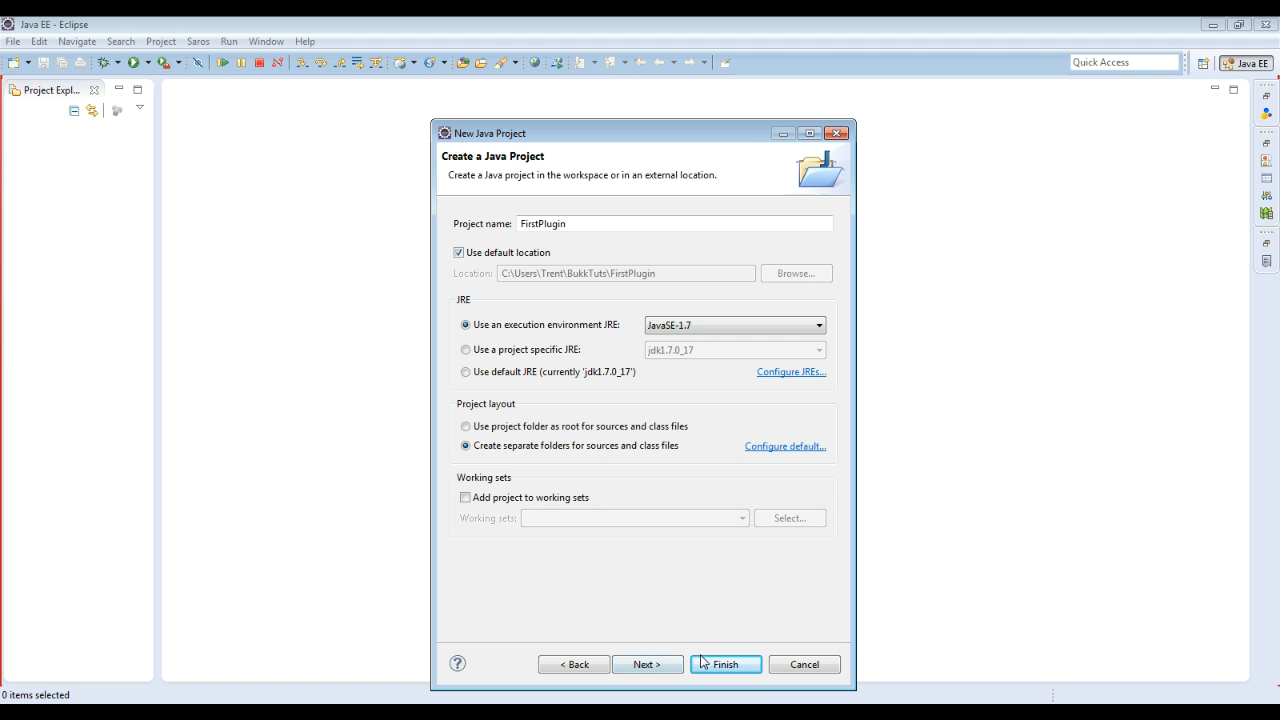 Java EE - Eclipse
File Edit Navigate Search Project Saros Run Window Help
Quick Access
Java EE
Project Expl...
New Java Project
Create a Java Project
Create a Java project in the workspace or in an external location.
Project name: FirstPlugin
Use default location
Location: C:\Users\Trent\BukkTuts\FirstPlugin Browse...
JRE
Use an execution environment JRE: JavaSE-1.7
Use a project specific JRE: jdk1.7.0_17
Use default JRE (currently 'jdk1.7.0_17') Configure JREs...
Project layout
Use project folder as root for sources and class files
Create separate folders for sources and class files Configure default...
Working sets
Add project to working sets
Working sets: Select...
< Back Next > Finish Cancel
0 items selected